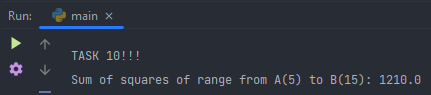 Run: main ×
TASK 10!!!
Sum of squares of range from A(5) to B(15): 1210.0